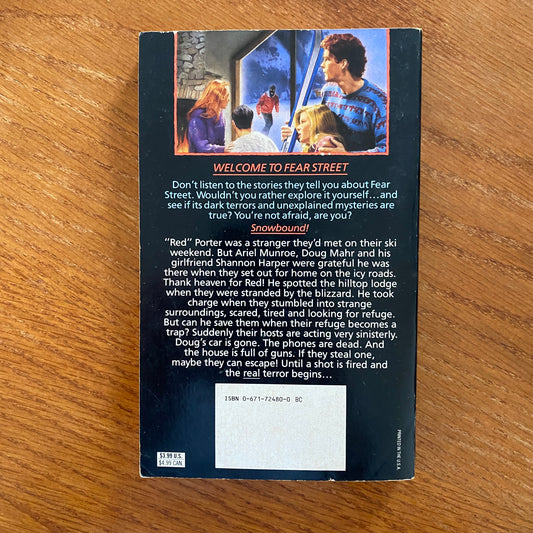 WELCOME TO FEAR STREET
Don't listen to the stories they tell you about Fear
Street. Wouldn't you rather explore it yourself...and
see if its dark terrors and unexplained mysteries are
true? You're not afraid, are you?
Snowbound!
"Red" Porter was a stranger they'd met on their ski
weekend. But Ariel Munroe, Doug Mahr and his
girlfriend Shannon Harper were grateful he was
there when they set out for home on the icy roads.
Thank heaven for Red! He spotted the hilltop lodge
when they were stranded by the blizzard. He took
charge when they stumbled into strange
surroundings, scared, tired and looking for refuge.
But can he save them when their refuge becomes a
trap? Suddenly their hosts are acting very sinisterly.
Doug's car is gone. The phones are dead. And
the house is full of guns. If they steal one,
maybe they can escape! Until a shot is fired and
the real terror begins...
ISBN 0-671-72480-0 BC
$3.99 U.S.
$4.99 CAN
PRINTED IN THE U.S.A.